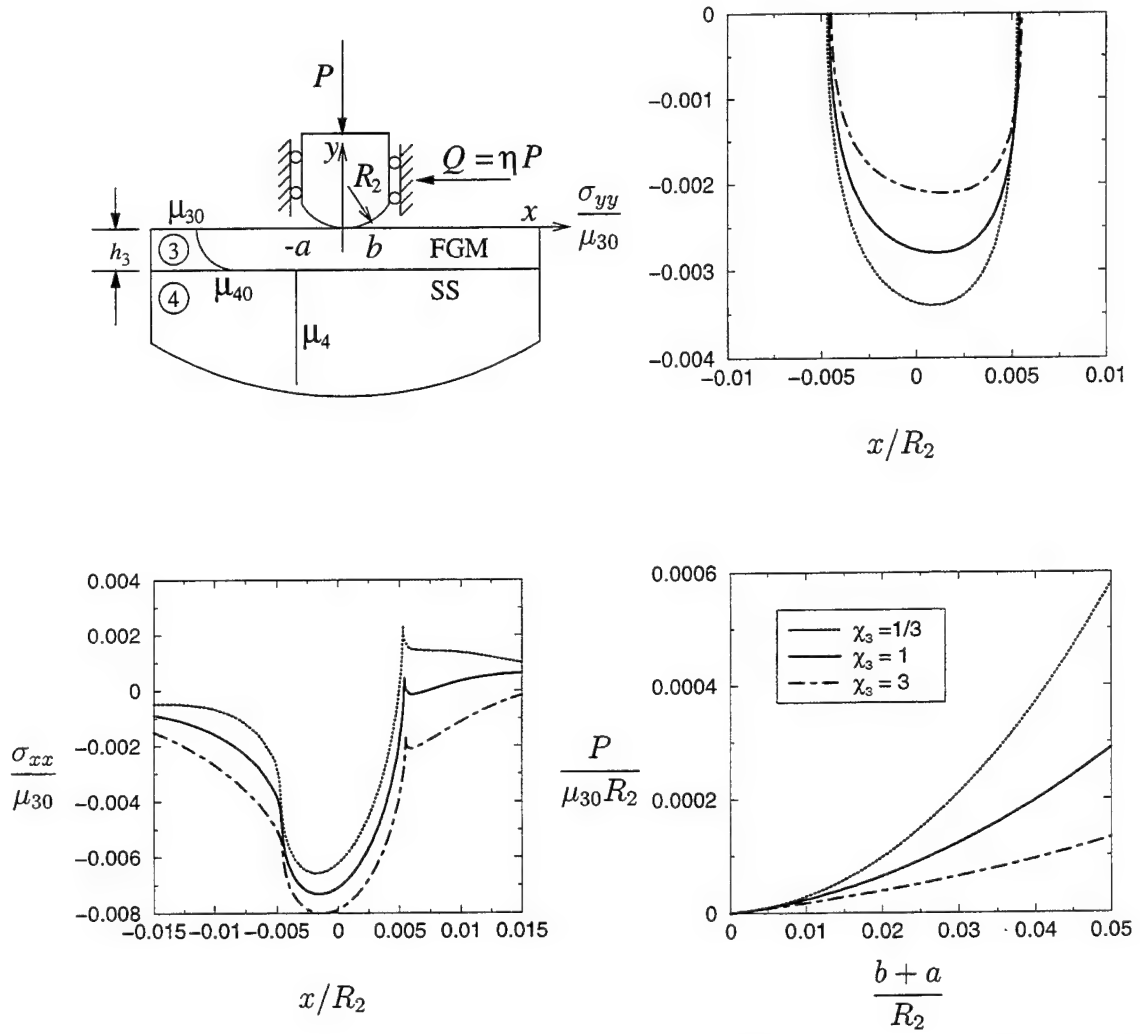 P
y
R₂
Q = ηP
μ₃₀
x
h₃
③
-a
b
FGM
μ₄₀
SS
④
μ₄
σyy
μ₃₀
0
−0.001
−0.002
−0.003
−0.004
−0.01 −0.005 0 0.005 0.01
x/R₂
0.004
0.002
0
−0.002
−0.004
−0.006
−0.008
σxx
μ₃₀
−0.015 −0.01 −0.005 0 0.005 0.01 0.015
x/R₂
0.0006
0.0004
0.0002
0
P
μ₃₀R₂
χ₃ =1/3
χ₃ = 1
χ₃ = 3
0 0.01 0.02 0.03 0.04 0.05
b + a
R₂